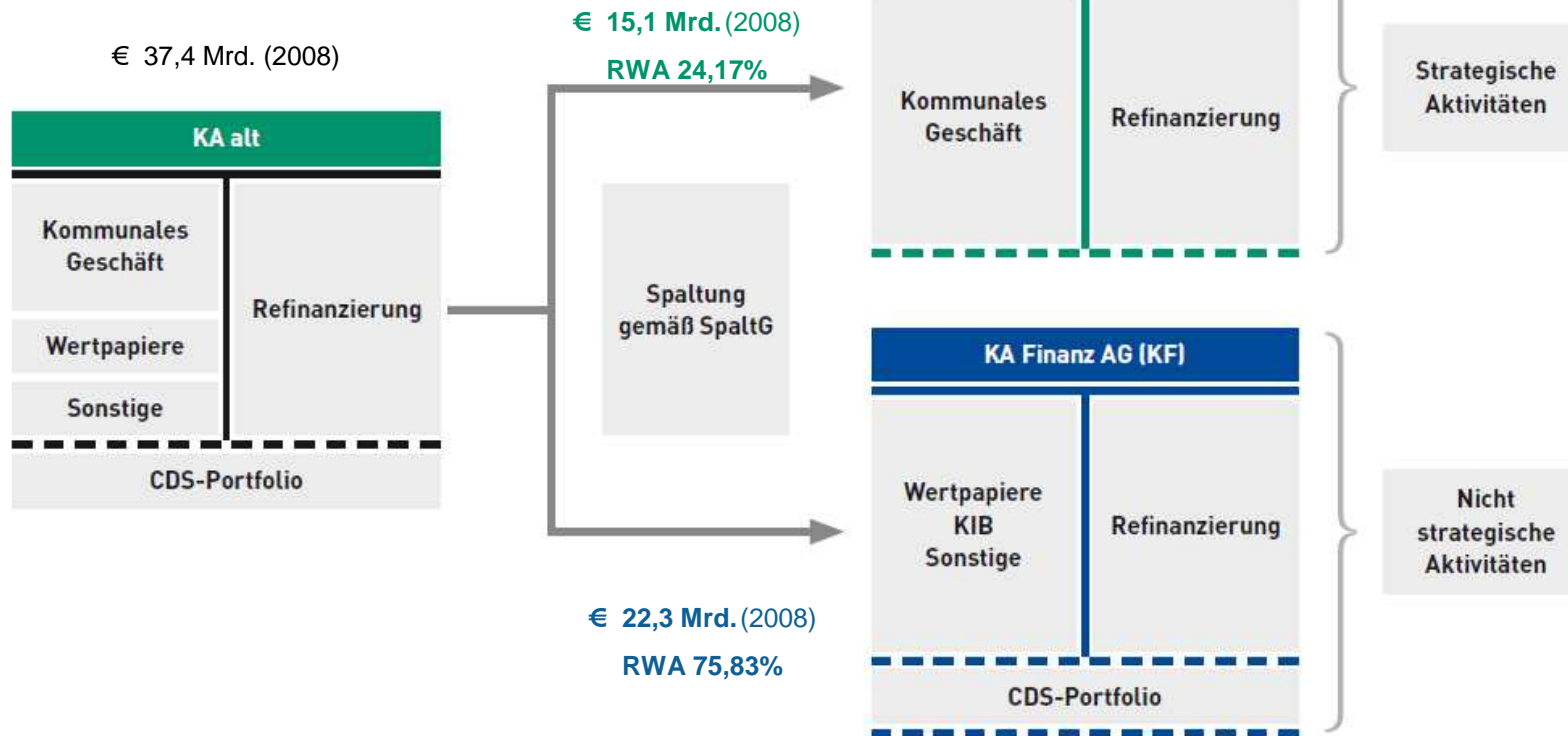 € 37,4 Mrd. (2008)
KA alt
Kommunales
Geschäft
Wertpapiere
Sonstige
Refinanzierung
CDS-Portfolio
€ 15,1 Mrd. (2008)
RWA 24,17%
Spaltung
gemäß SpaltG
€ 22,3 Mrd. (2008)
RWA 75,83%
Kommunales
Geschäft
Refinanzierung
Strategische
Aktivitäten
KA Finanz AG (KF)
Wertpapiere
KIB
Sonstige
Refinanzierung
CDS-Portfolio
Nicht
strategische
Aktivitäten